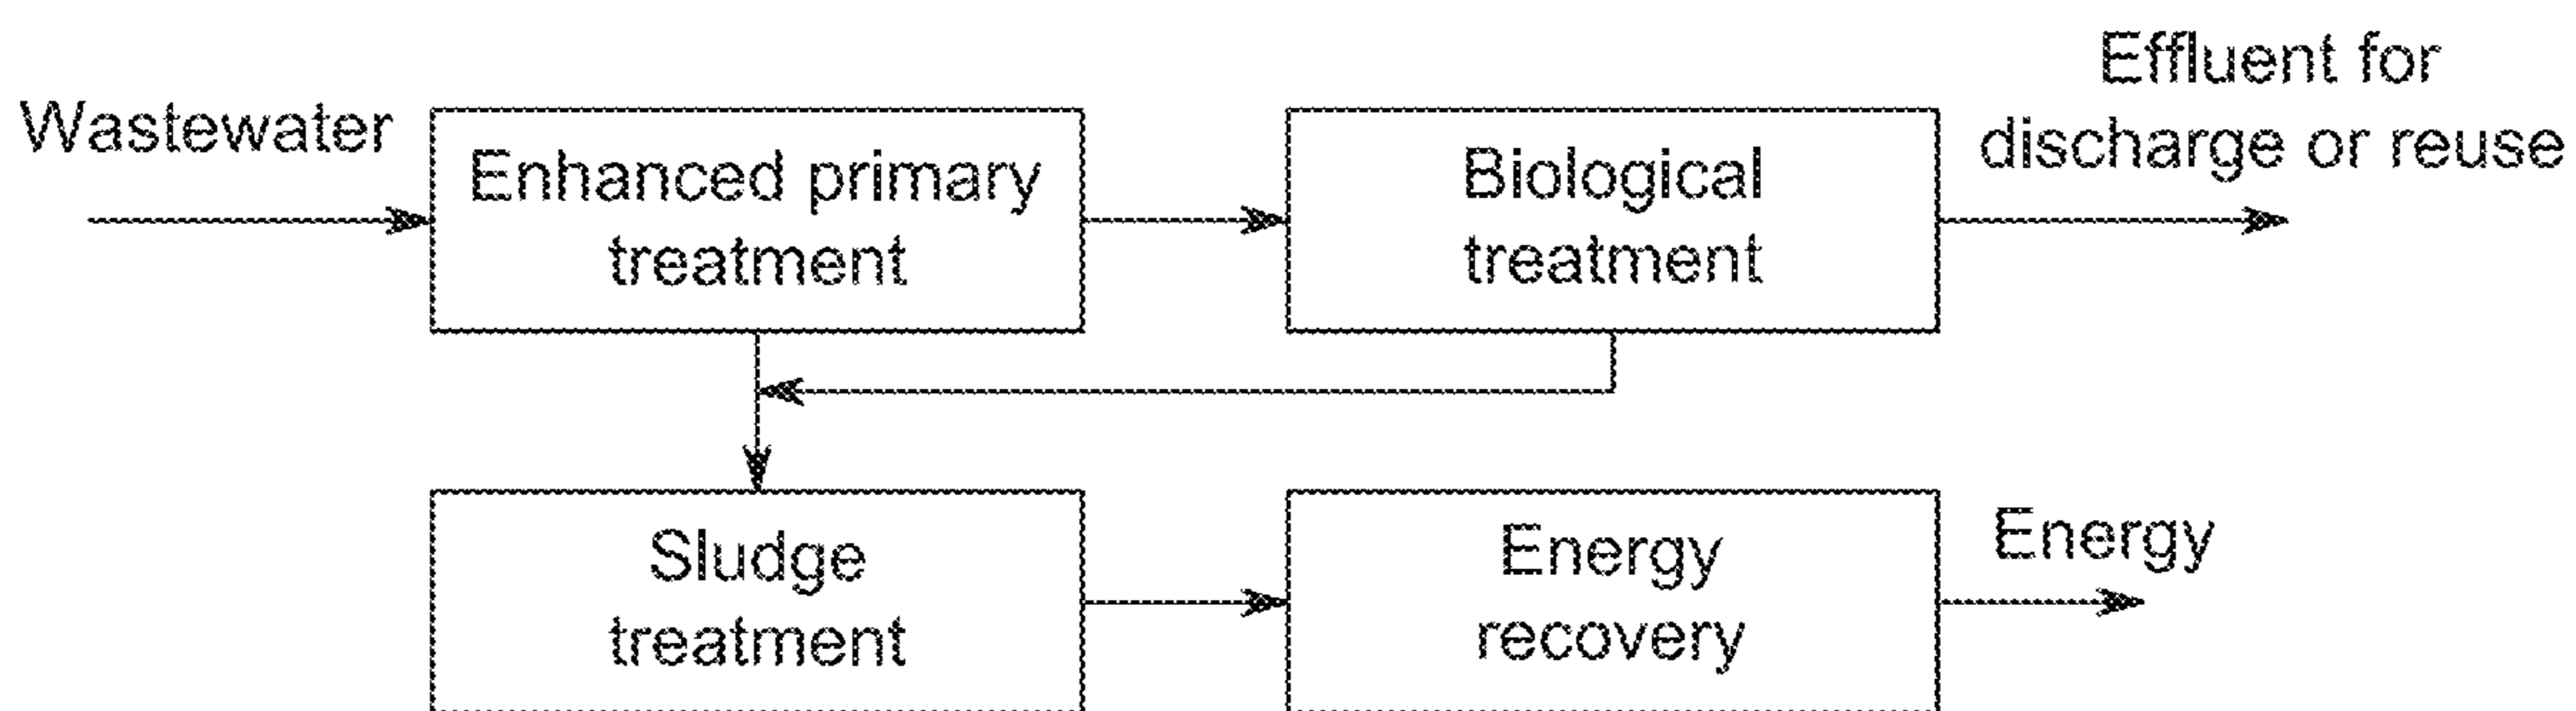 Wastewater
Enhanced primary
treatment
Biological
treatment
Effluent for
discharge or reuse
Sludge
treatment
Energy
recovery
Energy